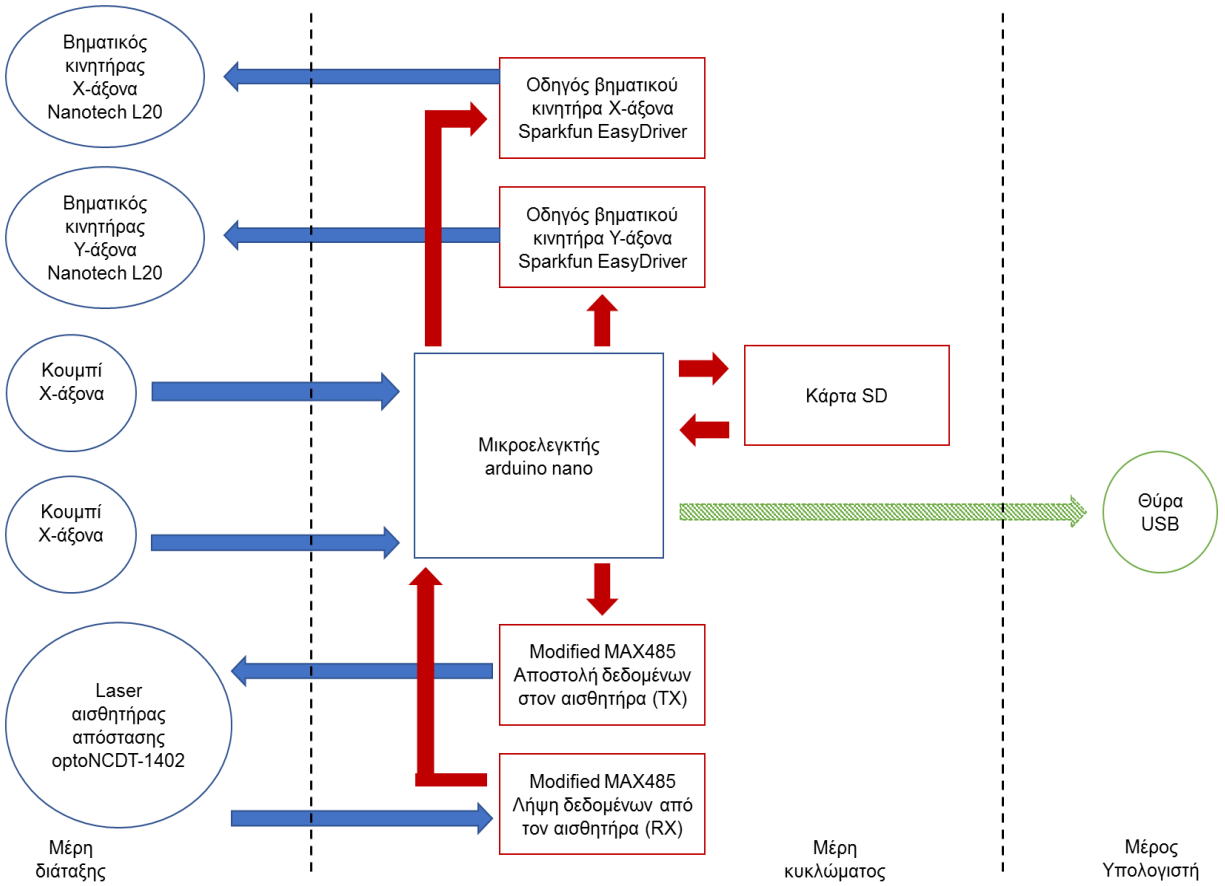 Βηματικός
κινητήρας
Χ-άξονα
Nanotech L20
Οδηγός βηματικού
κινητήρα Χ-άξονα
Sparkfun EasyDriver
Βηματικός
κινητήρας
Υ-άξονα
Nanotech L20
Οδηγός βηματικού
κινητήρα Υ-άξονα
Sparkfun EasyDriver
Κουμπί
Χ-άξονα
Κάρτα SD
Μικροελεγκτής
arduino nano
Κουμπί
Χ-άξονα
Θύρα
USB
Laser
αισθητήρας
απόστασης
optoNCDT-1402
Modified MAX485
Αποστολή δεδομένων
στον αισθητήρα (TX)
Modified MAX485
Λήψη δεδομένων από
τον αισθητήρα (RX)
Μέρη
διάταξης
Μέρη
κυκλώματος
Μέρος
Υπολογιστή